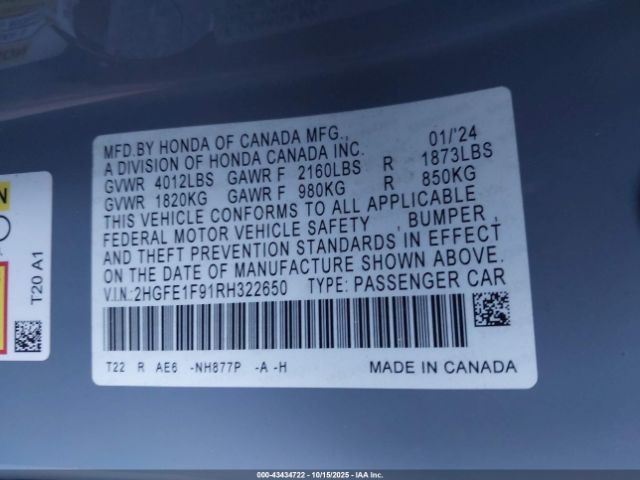 MFD.BY HONDA OF CANADA MFG., 01/'24
A DIVISION OF HONDA CANADA INC.
GVWR 4012LBS GAWR F 2160LBS R 1873LBS
GVWR 1820KG GAWR F 980KG R 850KG
THIS VEHICLE CONFORMS TO ALL APPLICABLE
FEDERAL MOTOR VEHICLE SAFETY , BUMPER ,
AND THEFT PREVENTION STANDARDS IN EFFECT
ON THE DATE OF MANUFACTURE SHOWN ABOVE.
V.I.N.:2HGFE1F91RH322650 TYPE: PASSENGER CAR
T22 R AE6 -NH877P -A -H MADE IN CANADA
T20 A1
000-43434722 - 10/15/2025 - IAA Inc.